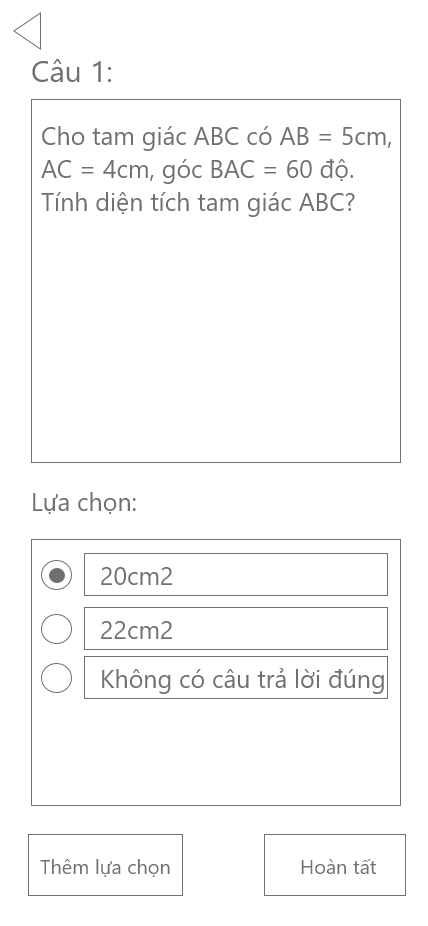 Câu 1:
Cho tam giác ABC có AB = 5cm,
AC = 4cm, góc BAC = 60 độ.
Tính diện tích tam giác ABC?
Lựa chọn:
20cm2
22cm2
Không có câu trả lời đúng
Thêm lựa chọn
Hoàn tất